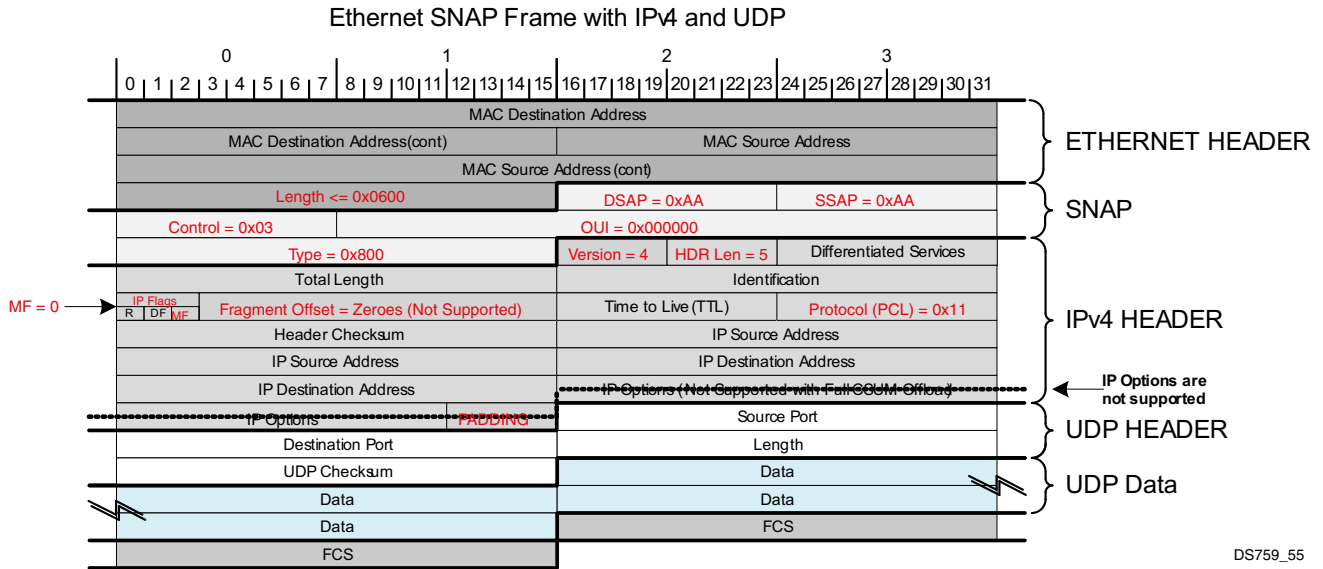 Ethernet SNAP Frame with IPv4 and UDP
0 1 2 3
0 1 2 3 4 5 6 7 8 9 10 11 12 13 14 15 16 17 18 19 20 21 22 23 24 25 26 27 28 29 30 31
MAC Destination Address
MAC Destination Address(cont) MAC Source Address
ETHERNET HEADER
MAC Source Address (cont)
Length <= 0x0600 DSAP = 0xAA SSAP = 0xAA
SNAP
Control = 0x03 OUI = 0x000000
Type = 0x800 Version = 4 HDR Len = 5 Differentiated Services
Total Length Identification
MF = 0 IP Flags R DF MF Fragment Offset = Zeroes (Not Supported) Time to Live (TTL) Protocol (PCL) = 0x11
IPv4 HEADER
Header Checksum IP Source Address
IP Source Address IP Destination Address
IP Destination Address IP Options (Not Supported with Full CSUM Offload)
IP Options are
not supported
IP Options PADDING Source Port
UDP HEADER
Destination Port Length
UDP Checksum Data
UDP Data
Data Data
Data FCS
FCS
DS759_55